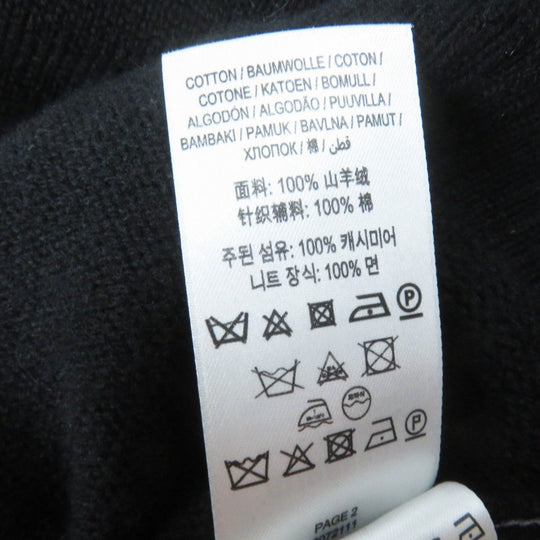 COTTON / BAUMWOLLE / COTON /
COTONE / KATOEN / BOMULL /
ALGODÓN / ALGODÃO / PUUVILLA /
BAMBAKI / PAMUK / BAVLNA / PAMUT /
ХЛОПОК / 棉 / قطن /
面料: 100% 山羊绒
针织辅料: 100% 棉
주된 섬유: 100% 캐시미어
니트 장식: 100% 면
P
P
PAGE 2
072111